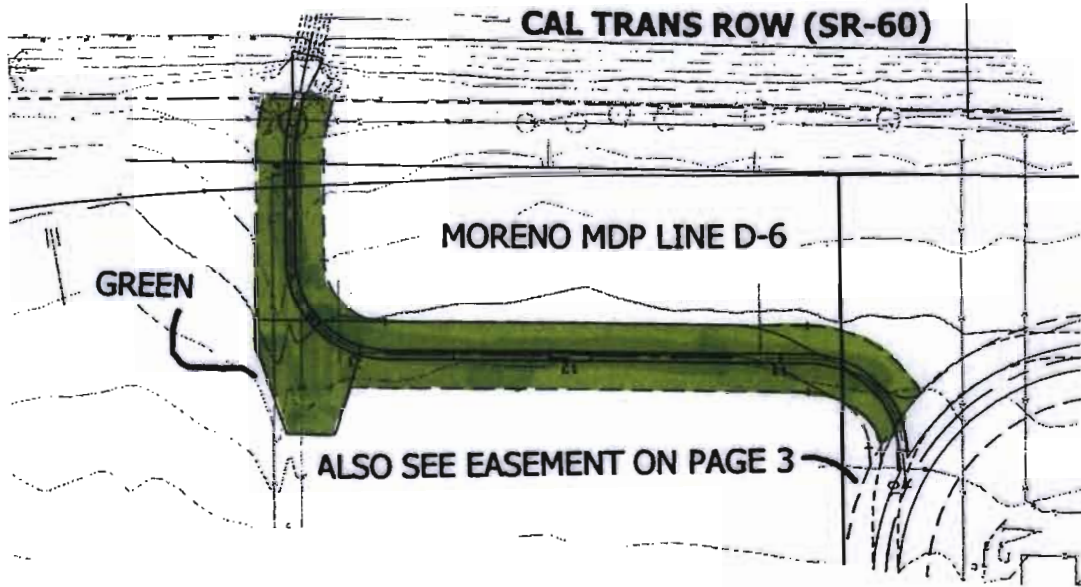 CAL TRANS ROW (SR-60)
MORENO MDP LINE D-6
GREEN
ALSO SEE EASEMENT ON PAGE 3